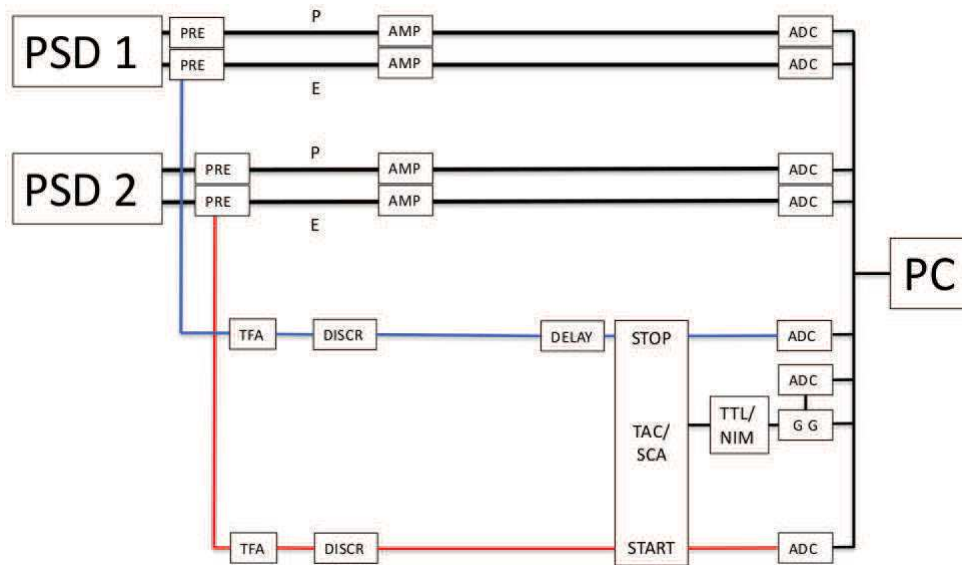 P
PRE AMP ADC
PSD 1
PRE AMP ADC
E
P
PRE AMP ADC
PSD 2
PRE AMP ADC
E
PC
TFA DISCR DELAY STOP ADC
ADC
TTL/
NIM
G G
TAC/
SCA
TFA DISCR START ADC